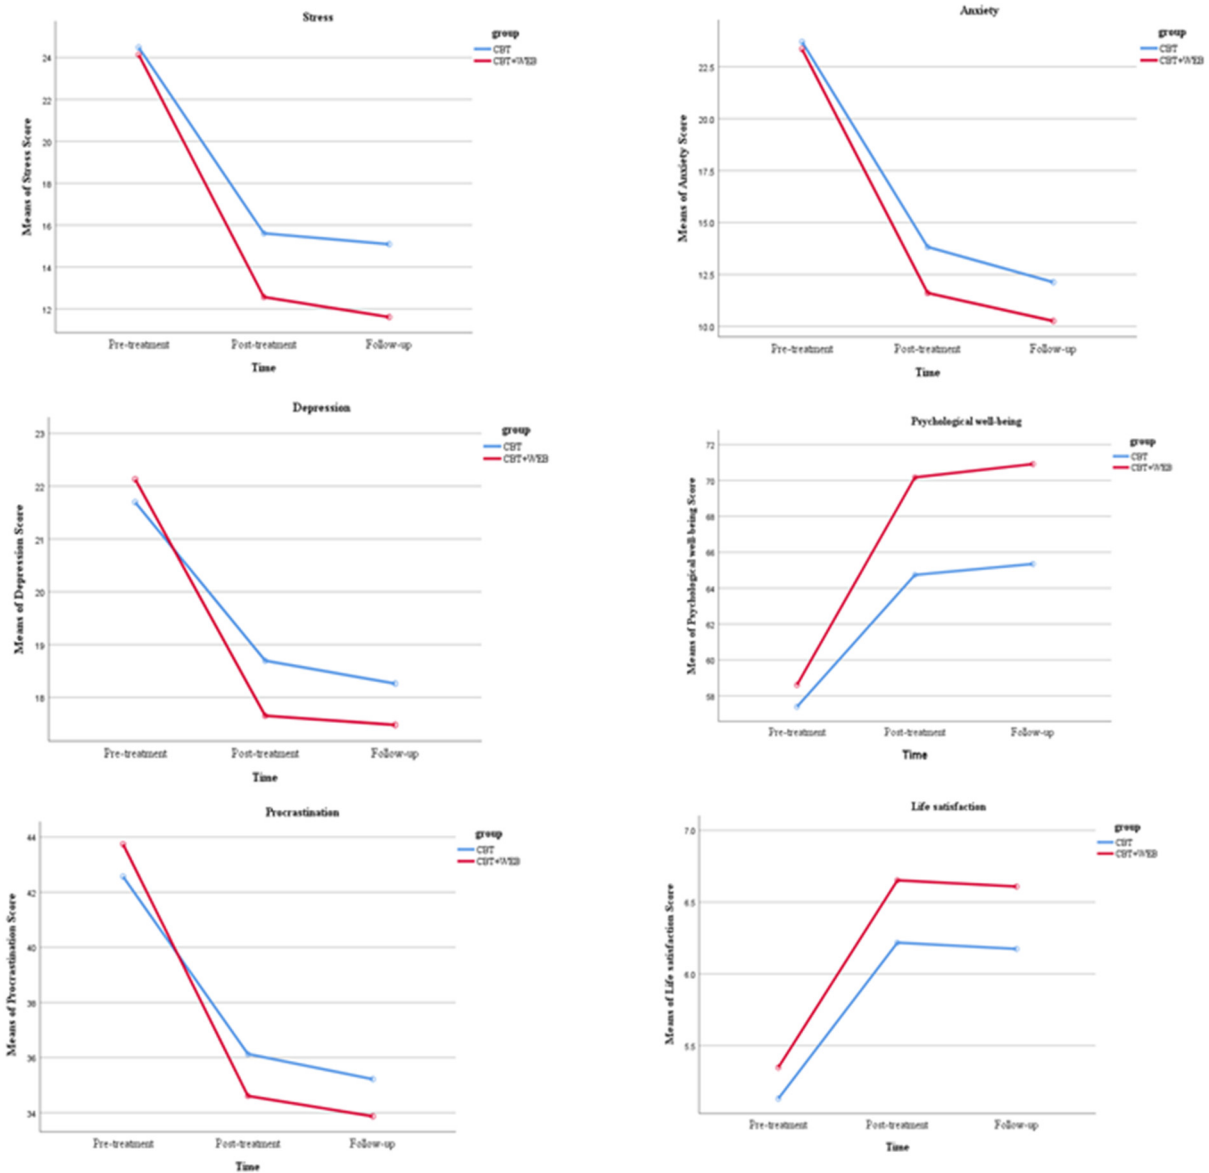 Stress
group
CBT
CBT+WEB
Means of Stress Score
24
22
20
18
16
14
12
Pre-treatment Post-treatment Follow-up
Time
Anxiety
group
CBT
CBT+WEB
Means of Anxiety Score
22.5
20.0
17.5
15.0
12.5
10.0
Pre-treatment Post-treatment Follow-up
Time
Depression
group
CBT
CBT+WEB
Means of Depression Score
23
22
21
20
19
18
Pre-treatment Post-treatment Follow-up
Time
Psychological well-being
group
CBT
CBT+WEB
Means of Psychological well-being Score
72
70
68
66
64
62
60
58
Pre-treatment Post-treatment Follow-up
Time
Procrastination
group
CBT
CBT+WEB
Means of Procrastination Score
44
42
40
38
36
34
Pre-treatment Post-treatment Follow-up
Time
Life satisfaction
group
CBT
CBT+WEB
Means of Life satisfaction Score
7.0
6.5
6.0
5.5
Pre-treatment Post-treatment Follow-up
Time